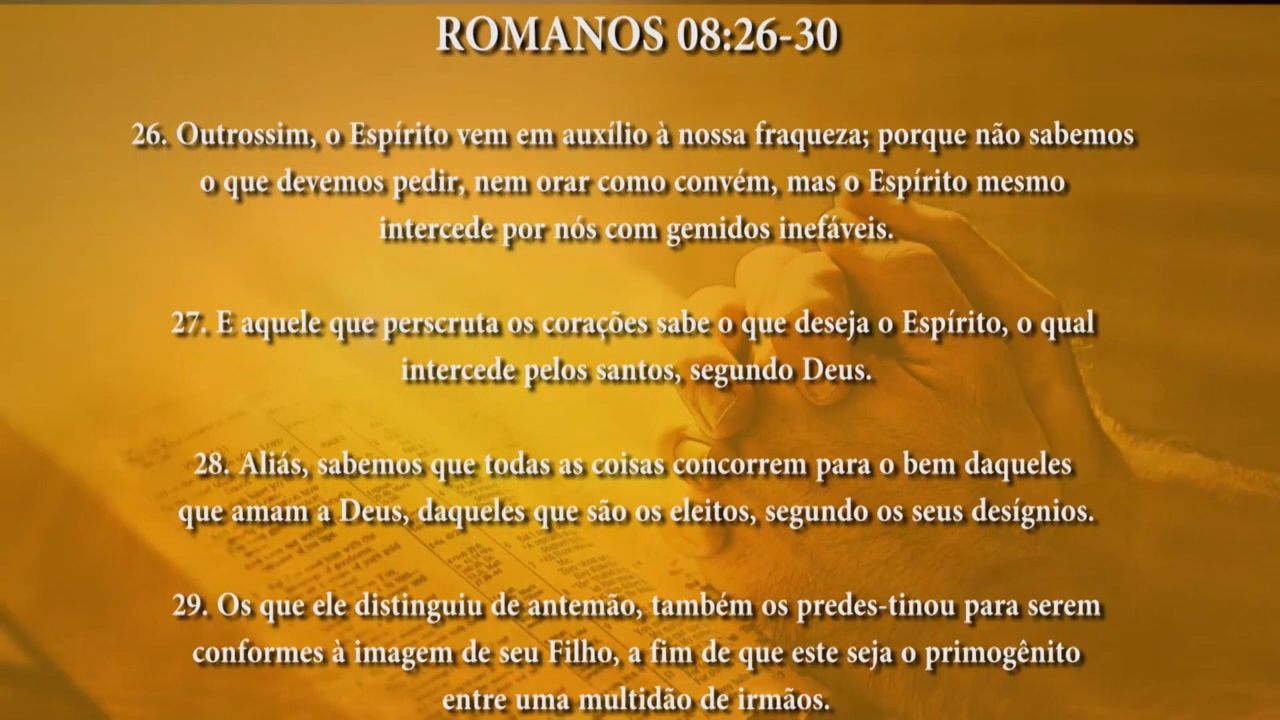 ROMANOS 08:26-30
26. Outrossim, o Espírito vem em auxílio à nossa fraqueza; porque não sabemos
o que devemos pedir, nem orar como convém, mas o Espírito mesmo
intercede por nós com gemidos inefáveis.
27. E aquele que perscruta os corações sabe o que deseja o Espírito, o qual
intercede pelos santos, segundo Deus.
28. Aliás, sabemos que todas as coisas concorrem para o bem daqueles
que amam a Deus, daqueles que são os eleitos, segundo os seus desígnios.
29. Os que ele distinguiu de antemão, também os predes-tinou para serem
conformes à imagem de seu Filho, a fim de que este seja o primogênito
entre uma multidão de irmãos.